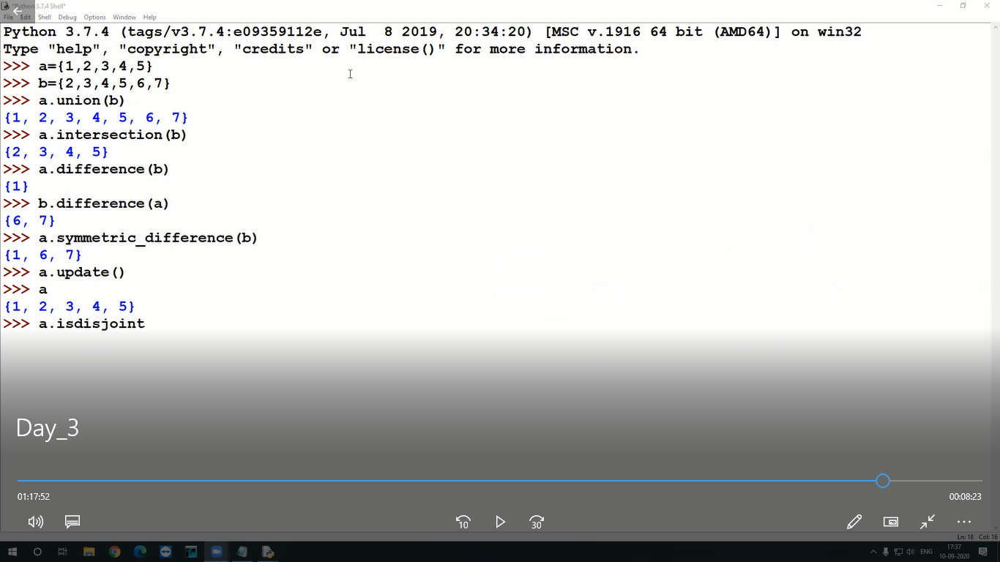 *Python 3.7.4 Shell*
File Edit Shell Debug Options Window Help
Python 3.7.4 (tags/v3.7.4:e09359112e, Jul  8 2019, 20:34:20) [MSC v.1916 64 bit (AMD64)] on win32
Type "help", "copyright", "credits" or "license()" for more information.
>>> a={1,2,3,4,5}
>>> b={2,3,4,5,6,7}
>>> a.union(b)
{1, 2, 3, 4, 5, 6, 7}
>>> a.intersection(b)
{2, 3, 4, 5}
>>> a.difference(b)
{1}
>>> b.difference(a)
{6, 7}
>>> a.symmetric_difference(b)
{1, 6, 7}
>>> a.update()
>>> a
{1, 2, 3, 4, 5}
>>> a.isdisjoint
Day_3
01:17:52 00:08:23
10 30
Ln: 18 Col: 16
ENG 17:37
10-09-2020